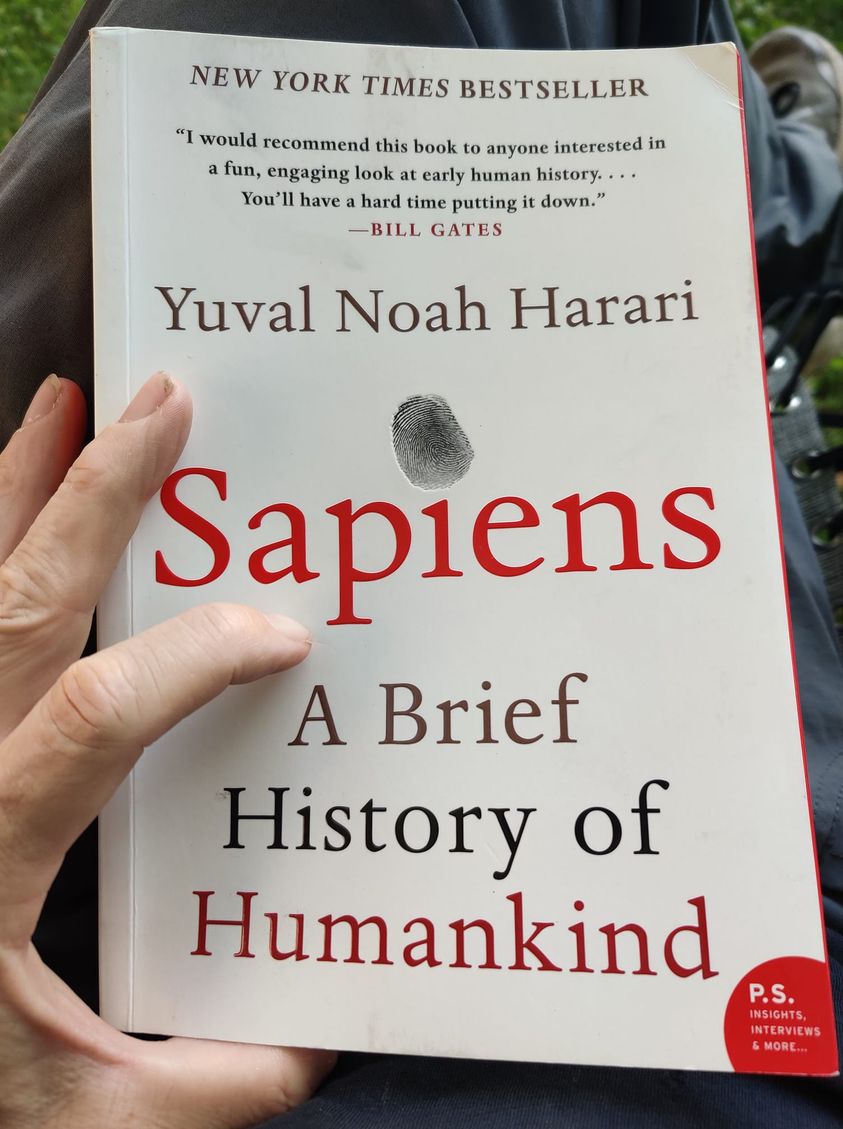 NEW YORK TIMES BESTSELLER
“I would recommend this book to anyone interested in
a fun, engaging look at early human history. . . .
You’ll have a hard time putting it down.”
—BILL GATES
Yuval Noah Harari
Sapiens
A Brief
History of
Humankind
P.S.
INSIGHTS,
INTERVIEWS
& MORE...